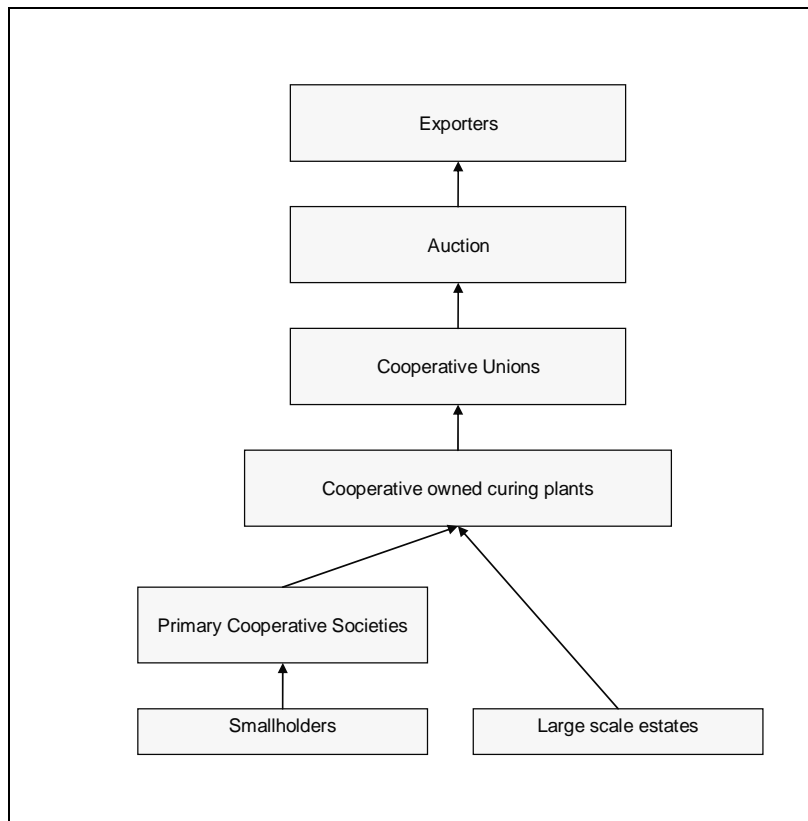 Exporters
Auction
Cooperative Unions
Cooperative owned curing plants
Primary Cooperative Societies
Smallholders
Large scale estates